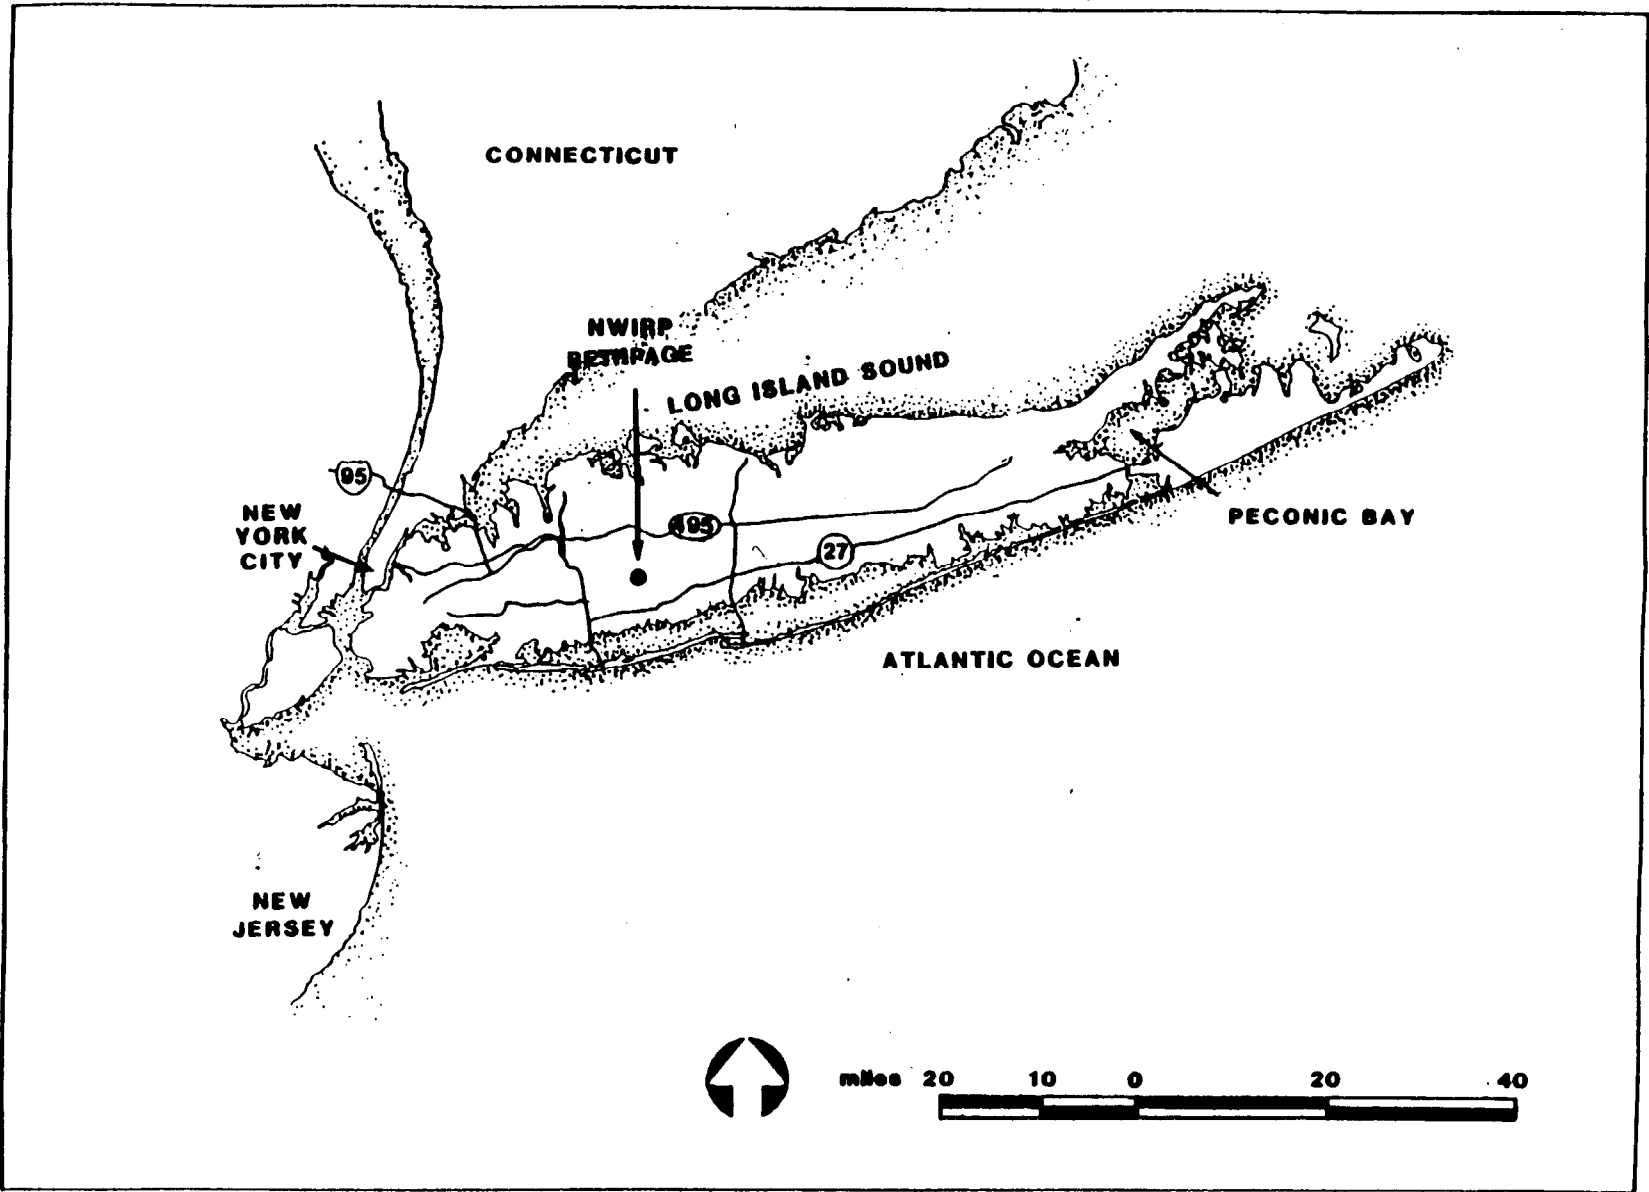 CONNECTICUT
NWIRP
BETHPAGE
LONG ISLAND SOUND
95
NEW
YORK
CITY
495
27
PECONIC BAY
ATLANTIC OCEAN
NEW
JERSEY
miles 20 10 0 20 40